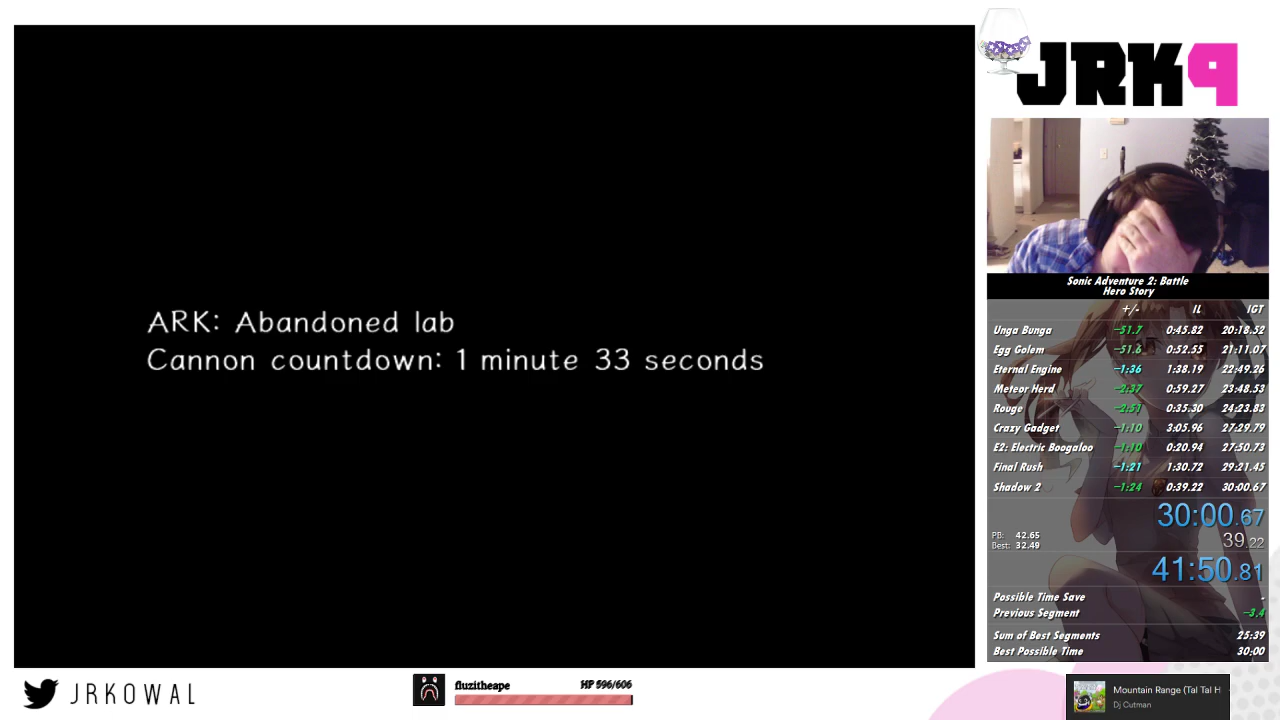 ARK: Abandoned lab
Cannon countdown: 1 minute 33 seconds
JRK9
Sonic Adventure 2: Battle
Hero Story
+/- IL IGT
Unga Bunga -51.7 0:45.82 20:18.52
Egg Golem -51.6 0:52.55 21:11.07
Eternal Engine -1:36 1:38.19 22:49.26
Meteor Herd -2:37 0:59.27 23:48.53
Rouge -2:51 0:35.30 24:23.83
Crazy Gadget -1:10 3:05.96 27:29.79
E2: Electric Boogaloo -1:10 0:20.94 27:50.73
Final Rush -1:21 1:30.72 29:21.45
Shadow 2 -1:24 0:39.22 30:00.67
30:00.67
PB: 42.65 39.22
Best: 32.49
41:50.81
Possible Time Save -
Previous Segment -3.4
Sum of Best Segments 25:39
Best Possible Time 30:00
JRKOWAL
fluzitheape HP 596/606
Mountain Range (Tal Tal H
Dj Cutman